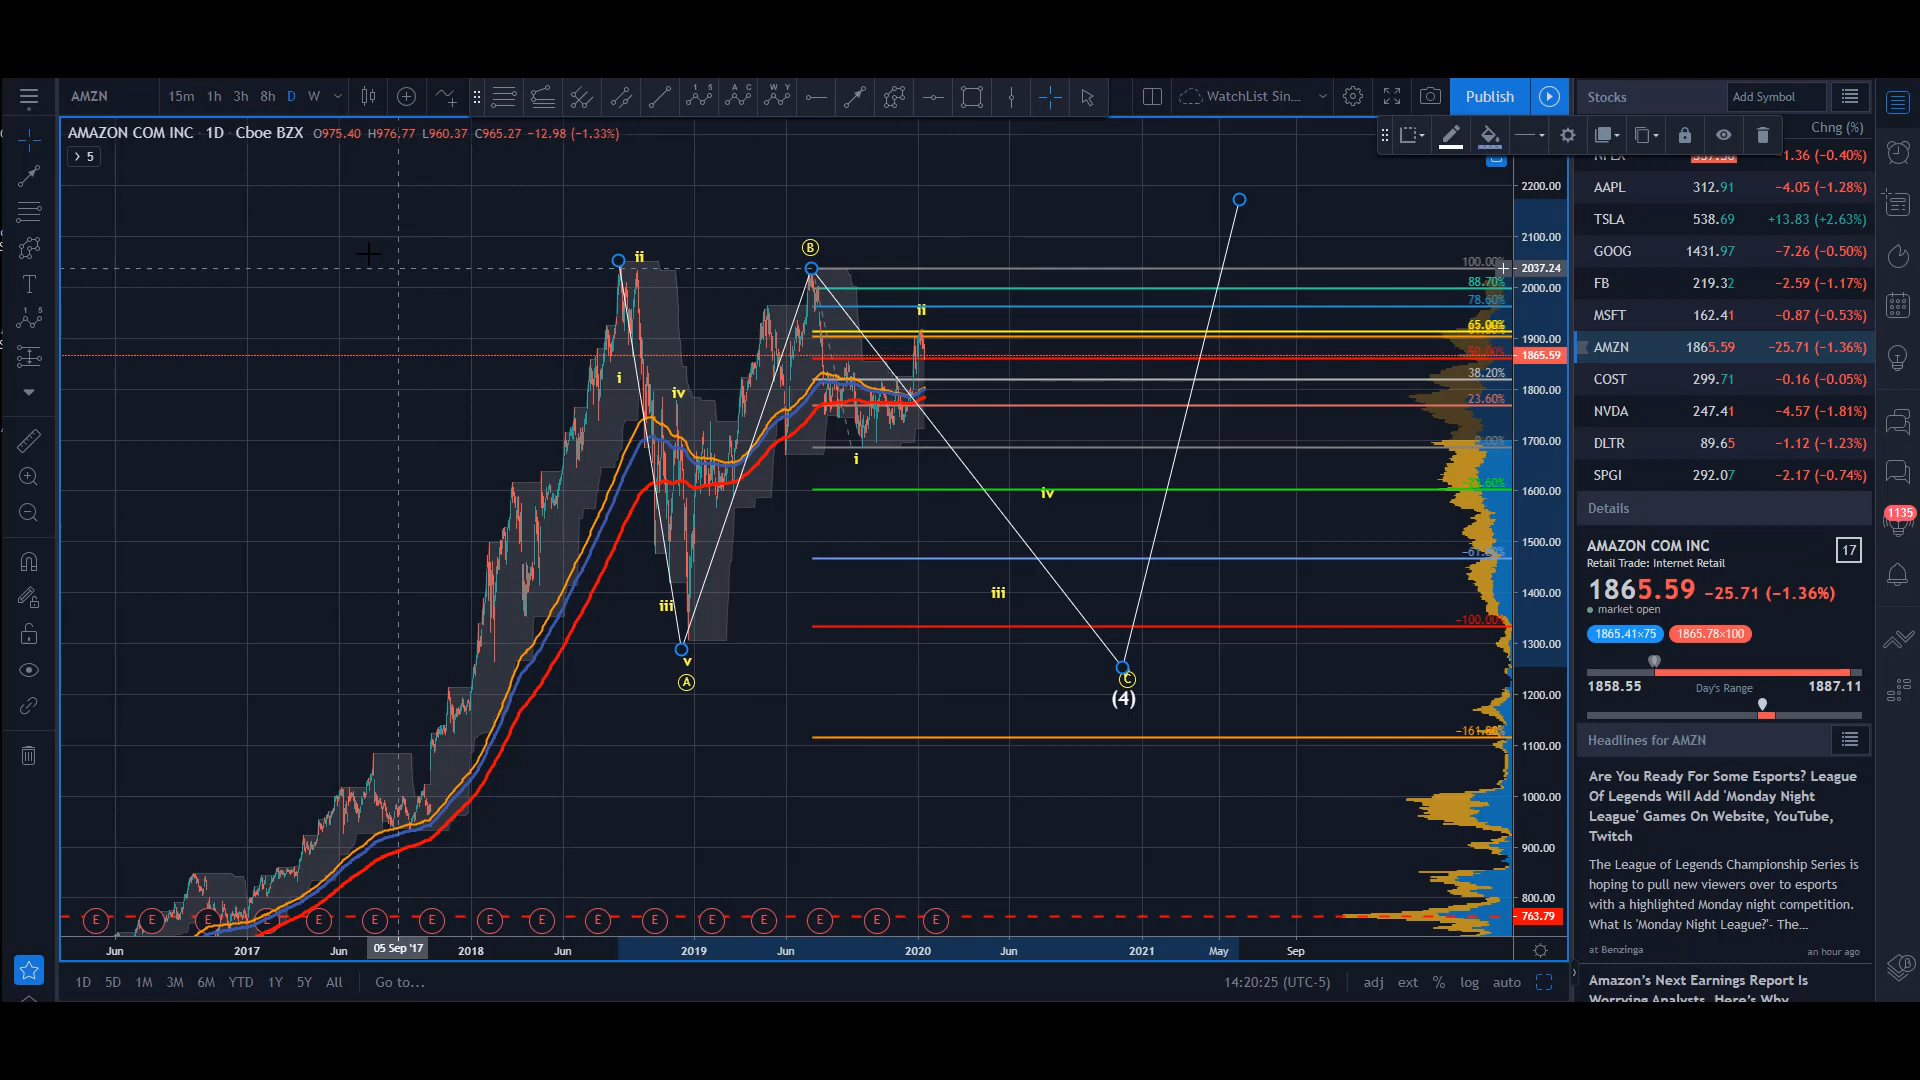 AMZN 15m 1h 3h 8h D W WatchList Sin... Publish Stocks Add Symbol
AMAZON COM INC · 1D · Cboe BZX O975.40 H976.77 L960.37 C965.27 −12.98 (−1.33%)
Chng (%)
> 5
−1.36 (−0.40%)
AAPL 312.91 −4.05 (−1.28%)
TSLA 538.69 +13.83 (+2.63%)
GOOG 1431.97 −7.26 (−0.50%)
FB 219.32 −2.59 (−1.17%)
MSFT 162.41 −0.87 (−0.53%)
AMZN 1865.59 −25.71 (−1.36%)
COST 299.71 −0.16 (−0.05%)
NVDA 247.41 −4.57 (−1.81%)
DLTR 89.65 −1.12 (−1.23%)
SPGI 292.07 −2.17 (−0.74%)
Details
AMAZON COM INC
17
Retail Trade: Internet Retail
1865.59 −25.71 (−1.36%)
market open
1865.41×75 1865.78×100
1858.55 Day's Range 1887.11
Headlines for AMZN
Are You Ready For Some Esports? League
Of Legends Will Add 'Monday Night
League' Games On Website, YouTube,
Twitch
The League of Legends Championship Series is
hoping to pull new viewers over to esports
with a highlighted Monday night competition.
What Is 'Monday Night League?'- The...
at Benzinga an hour ago
Amazon's Next Earnings Report Is
Worrying Analysts. Here's Why
1135
2200.00
2100.00
2037.24
2000.00
1900.00
1865.59
1800.00
1700.00
1600.00
1500.00
1400.00
1300.00
1200.00
1100.00
1000.00
900.00
800.00
763.79
100.00%
88.70%
78.60%
65.00%
50.00%
38.20%
23.60%
0.00%
−23.60%
−100.00%
ii
B
ii
i
iv
i
iv
iii
iii
v
A
C
(4)
E E E E E E E E E E E E E E E E
Jun 2017 Jun 05 Sep '17 2018 Jun 2019 Jun 2020 Jun 2021 May Sep
1D 5D 1M 3M 6M YTD 1Y 5Y All Go to... 14:20:25 (UTC-5) adj ext % log auto